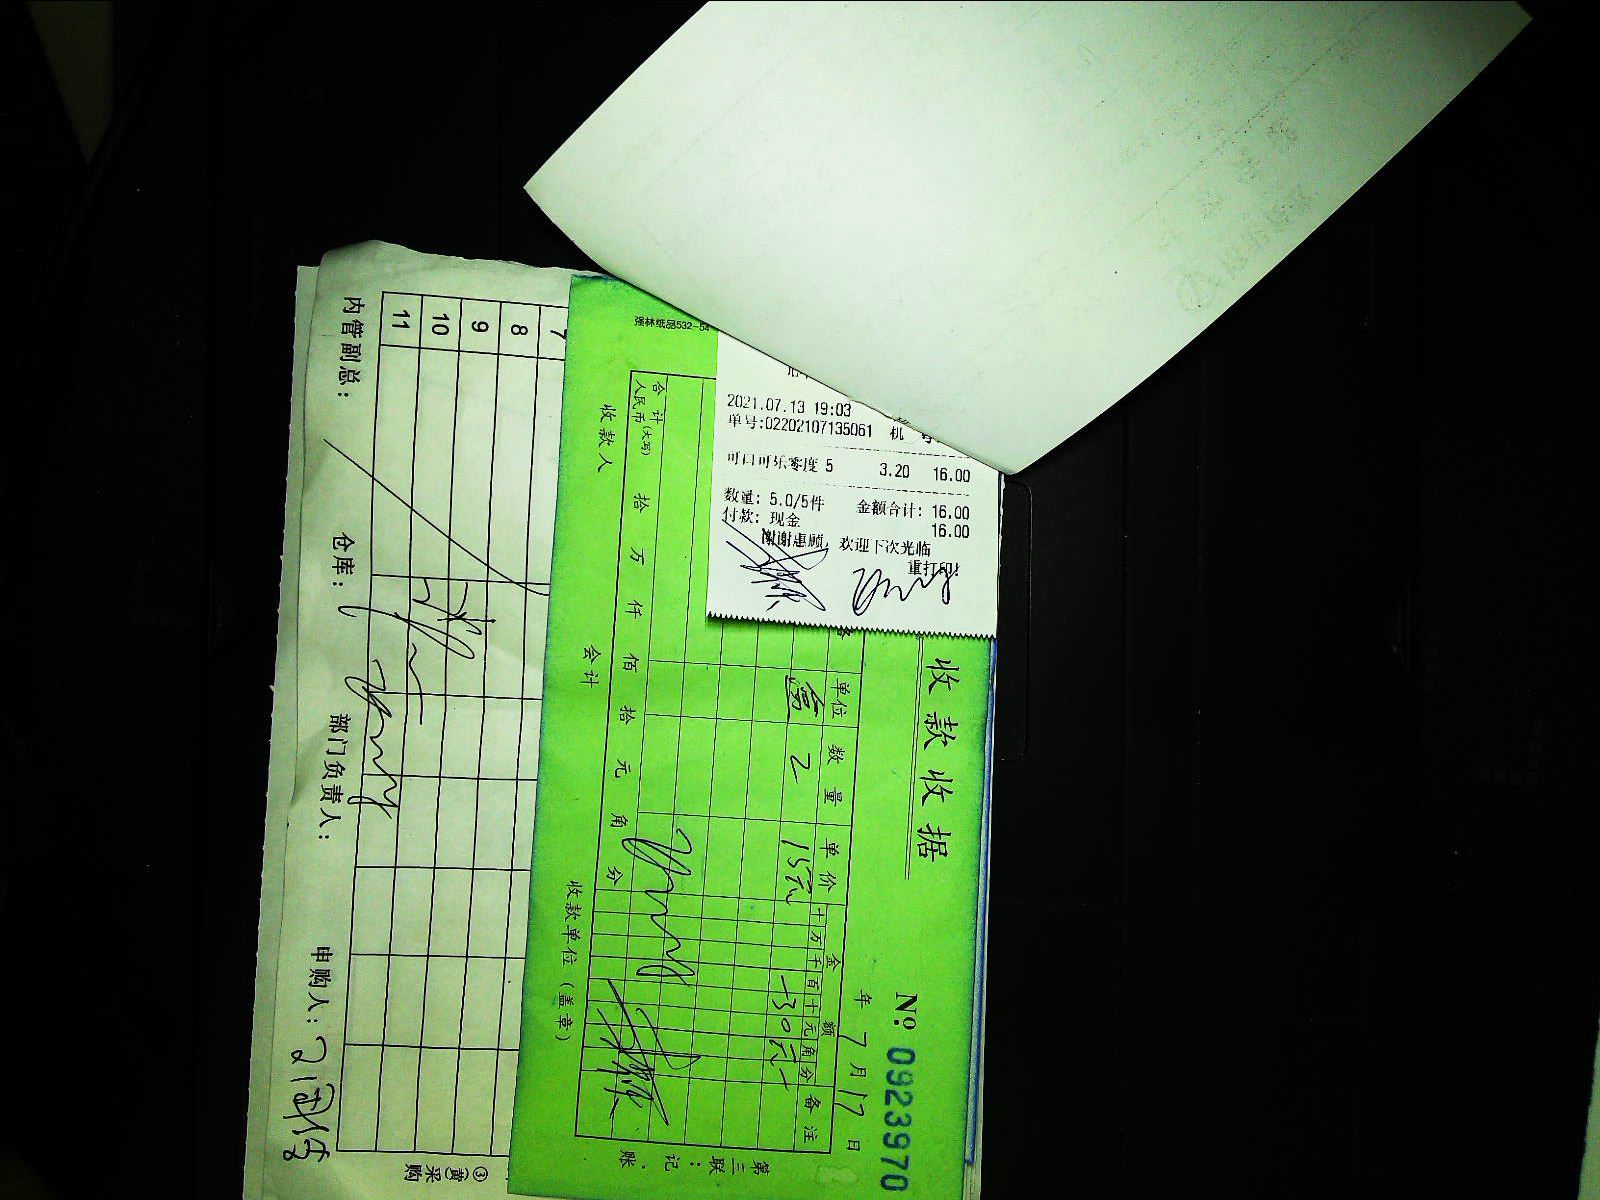 2021.07.13 19:03
单号:02202107135061 机
可口可乐零度 5 3.20 16.00
数量: 5.0/5件 金额合计: 16.00
付款: 现金 16.00
谢谢惠顾, 欢迎下次光临
重打印!
收款收据
№ 0923970
年 7 月 17 日
单位 数量 单价 金额 备注
十万千百十元角分
2 15元 30元
合计
人民币(大写) 拾 万 仟 佰 拾 元 角 分
收款人 会计 收款单位(盖章)
第三联:记账
强林纸品532-54
7
8
9
10
11
内管副总: 仓库: 部门负责人: 申购人:
③(黄)采购